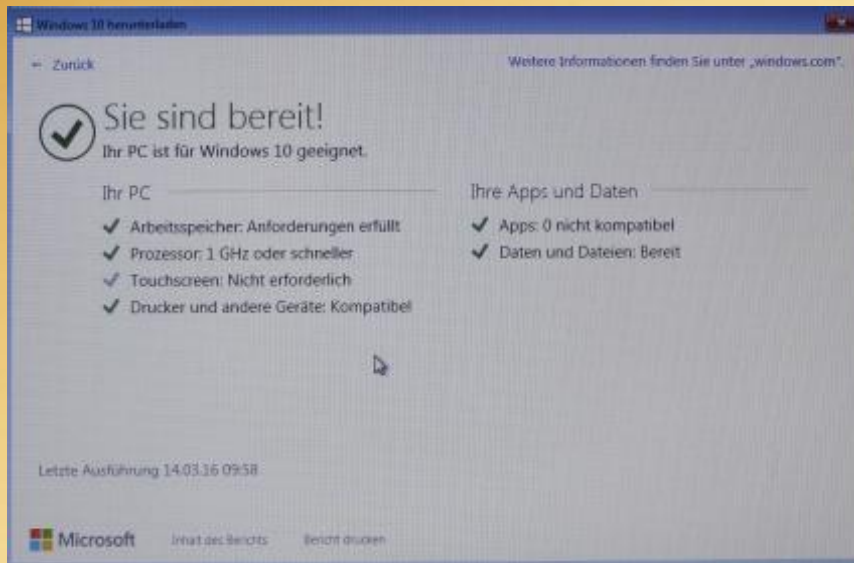 Windows 10 herunterladen
← Zurück
Weitere Informationen finden Sie unter „windows.com“.
Sie sind bereit!
Ihr PC ist für Windows 10 geeignet.
Ihr PC
✔ Arbeitsspeicher: Anforderungen erfüllt
✔ Prozessor: 1 GHz oder schneller
✔ Touchscreen: Nicht erforderlich
✔ Drucker und andere Geräte: Kompatibel
Ihre Apps und Daten
✔ Apps: 0 nicht kompatibel
✔ Daten und Dateien: Bereit
Letzte Ausführung 14.03.16 09:58
Microsoft
Inhalt des Berichts
Bericht drucken